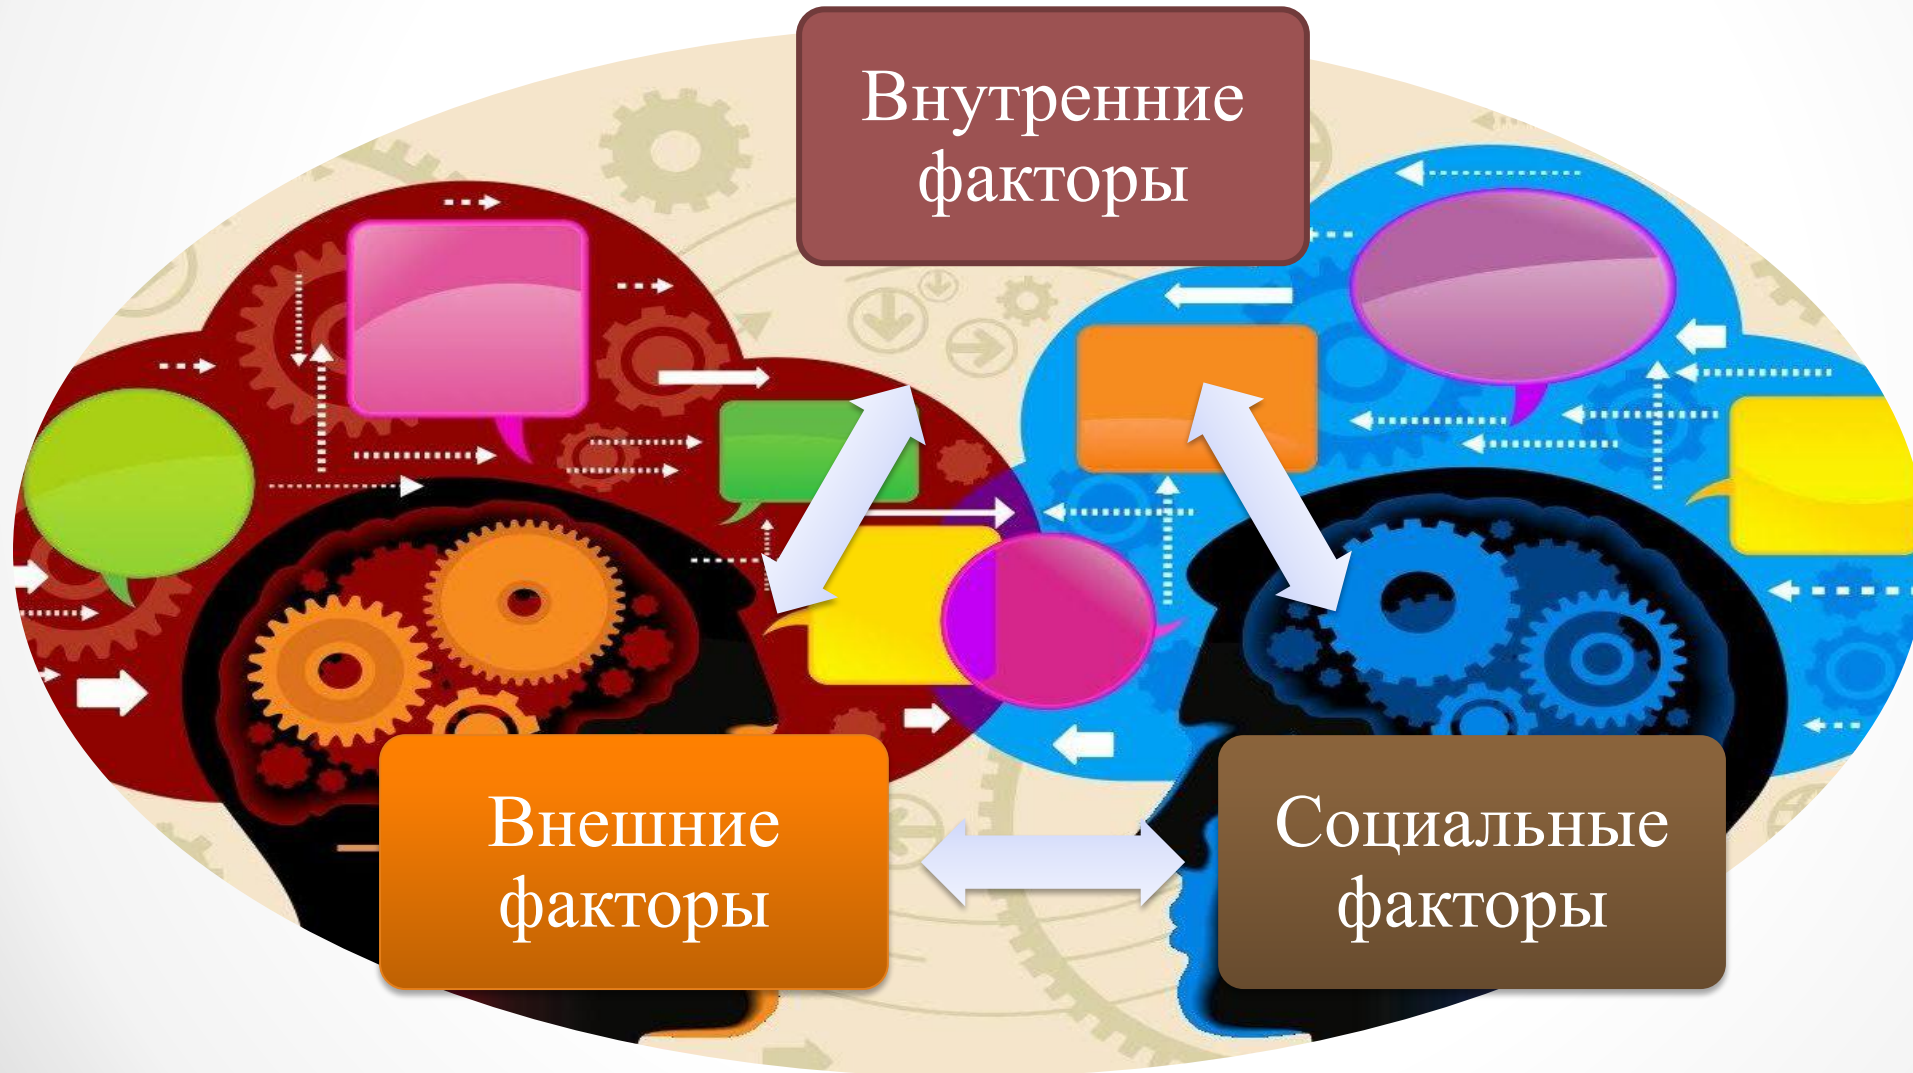 Внутренние
факторы
Внешние
факторы
Социальные
факторы